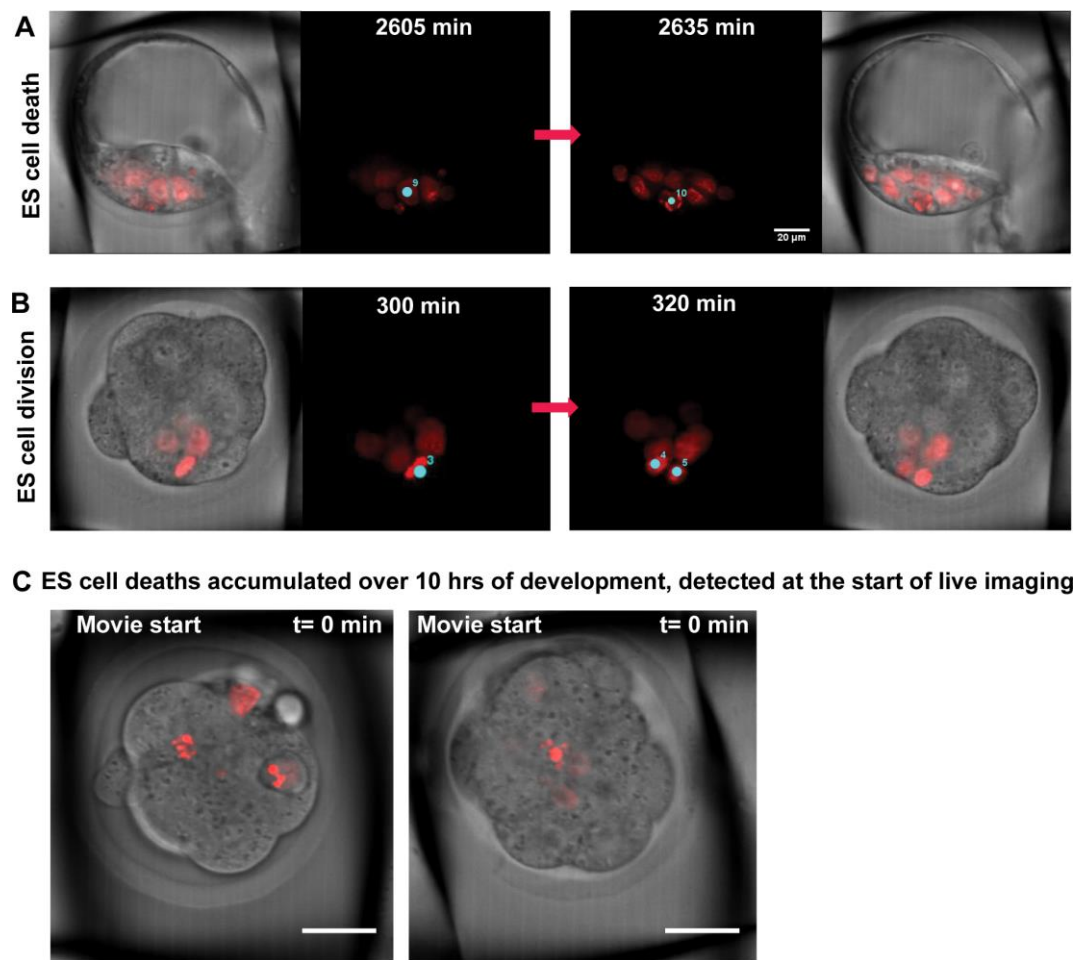 A
ES cell death
2605 min
2635 min
9
10
20 µm
B
ES cell division
300 min
320 min
3
4
5
C ES cell deaths accumulated over 10 hrs of development, detected at the start of live imaging
Movie start t= 0 min
Movie start t= 0 min